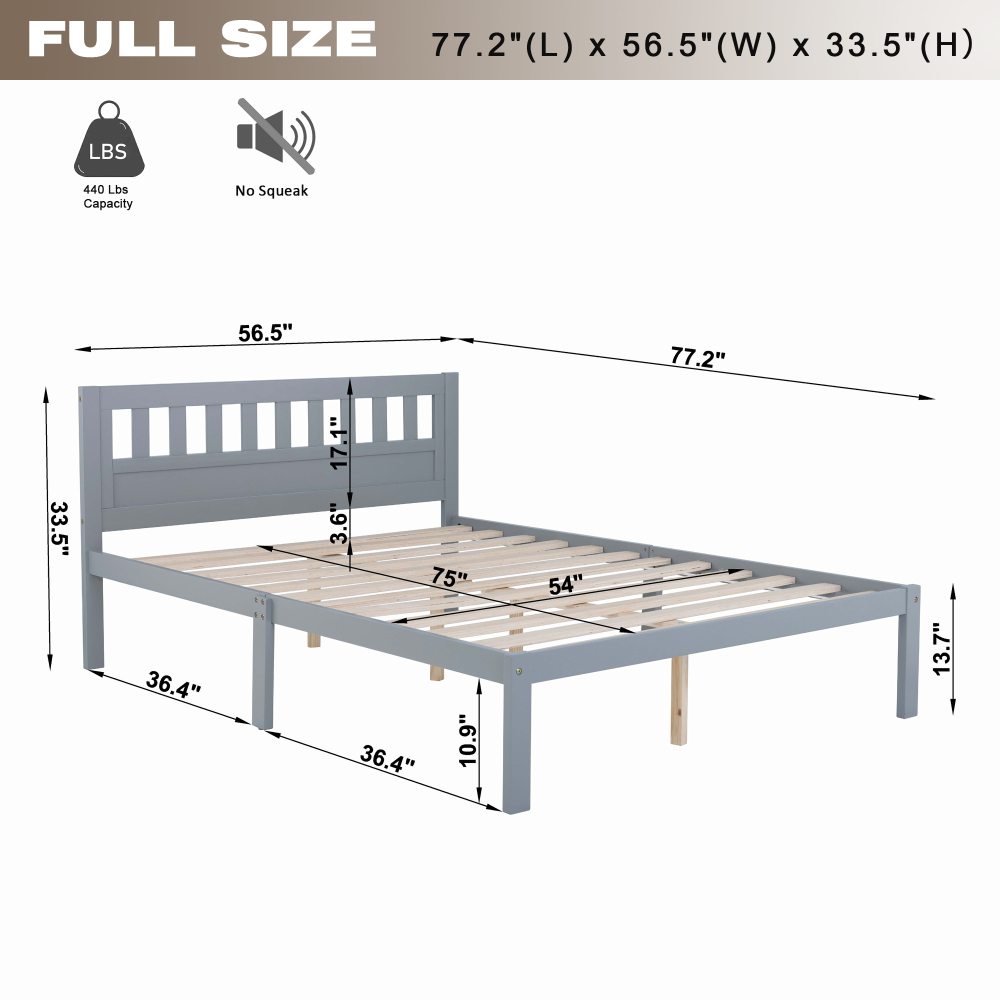 FULL SIZE 77.2"(L) x 56.5"(W) x 33.5"(H)
LBS
440 Lbs
Capacity
No Squeak
56.5"
77.2"
33.5"
17.1"
3.6"
75"
54"
13.7"
36.4"
36.4"
10.9"